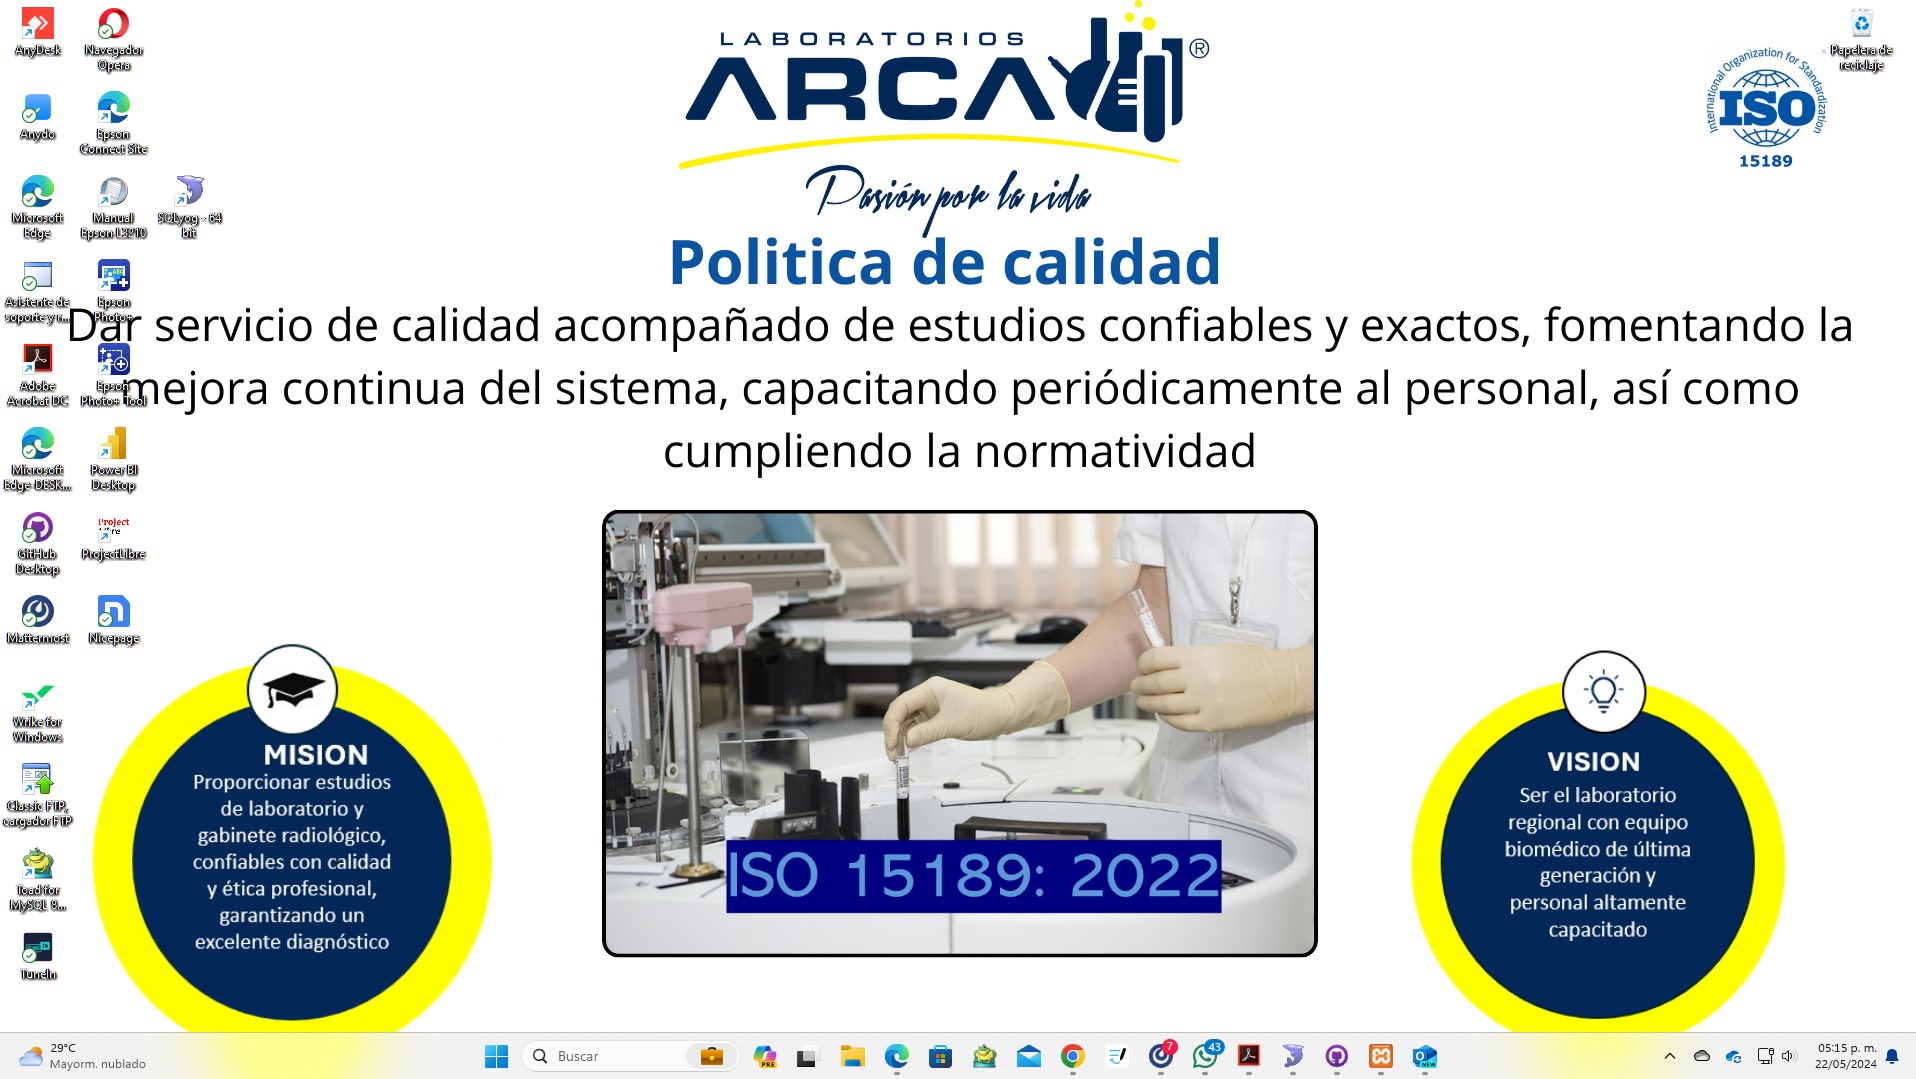 AnyDesk
Navegador
Opera
Anydo
Epson
Connect Site
Microsoft
Edge
Manual
Epson L3210
SQLyog - 64
bit
Asistente de
soporte y r...
Epson
Photo+
Adobe
Acrobat DC
Epson
Photo+ Tool
Microsoft
Edge-DESK...
Power BI
Desktop
GitHub
Desktop
Project
Libre
ProjectLibre
Mattermost
Nicepage
Wrike for
Windows
Classic FTP,
cargador FTP
Toad for
MySQL 8...
TuneIn
Papelera de
reciclaje
LABORATORIOS
ARCA ®
Pasión por la vida
International Organization for Standardization
ISO
15189
Politica de calidad
Dar servicio de calidad acompañado de estudios confiables y exactos, fomentando la
mejora continua del sistema, capacitando periódicamente al personal, así como
cumpliendo la normatividad
MISION
Proporcionar estudios
de laboratorio y
gabinete radiológico,
confiables con calidad
y ética profesional,
garantizando un
excelente diagnóstico
ISO 15189: 2022
VISION
Ser el laboratorio
regional con equipo
biomédico de última
generación y
personal altamente
capacitado
29°C
Mayorm. nublado
Buscar
PRE
7
43
NEW
05:15 p. m.
22/05/2024